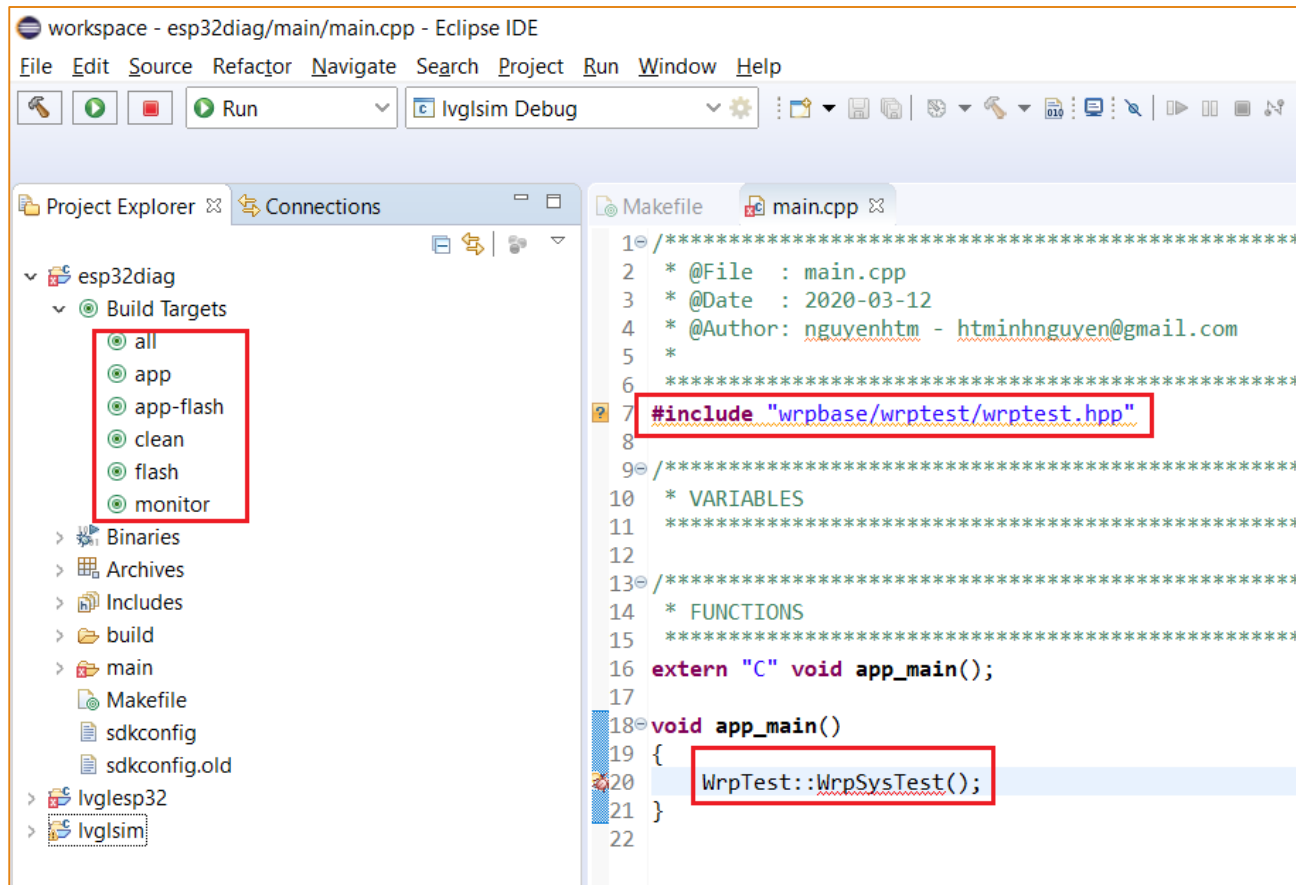 workspace - esp32diag/main/main.cpp - Eclipse IDE
File Edit Source Refactor Navigate Search Project Run Window Help
Run lvglsim Debug 010
Project Explorer Connections
Makefile main.cpp
esp32diag
Build Targets
all
app
app-flash
clean
flash
monitor
Binaries
Archives
Includes
build
main
Makefile
sdkconfig
sdkconfig.old
lvglesp32
lvglsim
1 /**************************************************
2 * @File : main.cpp
3 * @Date : 2020-03-12
4 * @Author: nguyenhtm - htminhnguyen@gmail.com
5 *
6 **************************************************
7 #include "wrpbase/wrptest/wrptest.hpp"
8
9 /**************************************************
10 * VARIABLES
11 **************************************************
12
13 /**************************************************
14 * FUNCTIONS
15 **************************************************
16 extern "C" void app_main();
17
18 void app_main()
19 {
20 WrpTest::WrpSysTest();
21 }
22